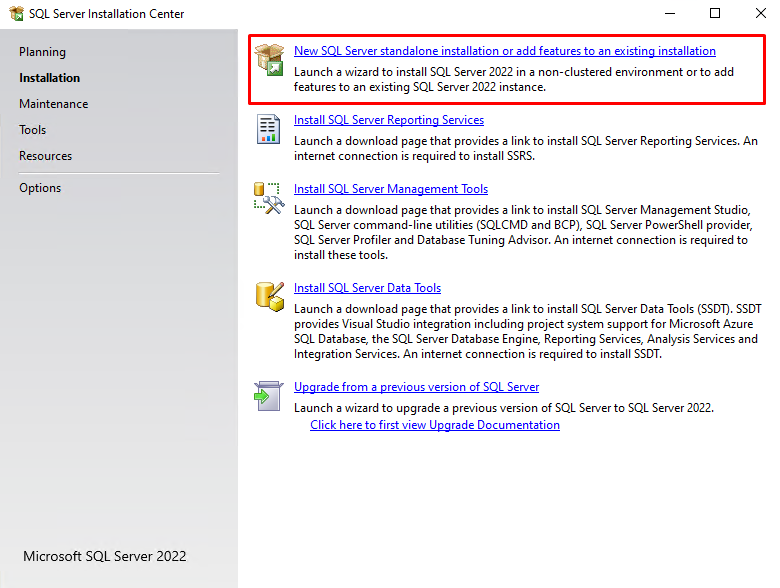 SQL Server Installation Center
Planning
Installation
Maintenance
Tools
Resources
Options
New SQL Server standalone installation or add features to an existing installation
Launch a wizard to install SQL Server 2022 in a non-clustered environment or to add
features to an existing SQL Server 2022 instance.
Install SQL Server Reporting Services
Launch a download page that provides a link to install SQL Server Reporting Services. An
internet connection is required to install SSRS.
Install SQL Server Management Tools
Launch a download page that provides a link to install SQL Server Management Studio,
SQL Server command-line utilities (SQLCMD and BCP), SQL Server PowerShell provider,
SQL Server Profiler and Database Tuning Advisor. An internet connection is required to
install these tools.
Install SQL Server Data Tools
Launch a download page that provides a link to install SQL Server Data Tools (SSDT). SSDT
provides Visual Studio integration including project system support for Microsoft Azure
SQL Database, the SQL Server Database Engine, Reporting Services, Analysis Services and
Integration Services. An internet connection is required to install SSDT.
Upgrade from a previous version of SQL Server
Launch a wizard to upgrade a previous version of SQL Server to SQL Server 2022.
Click here to first view Upgrade Documentation
Microsoft SQL Server 2022